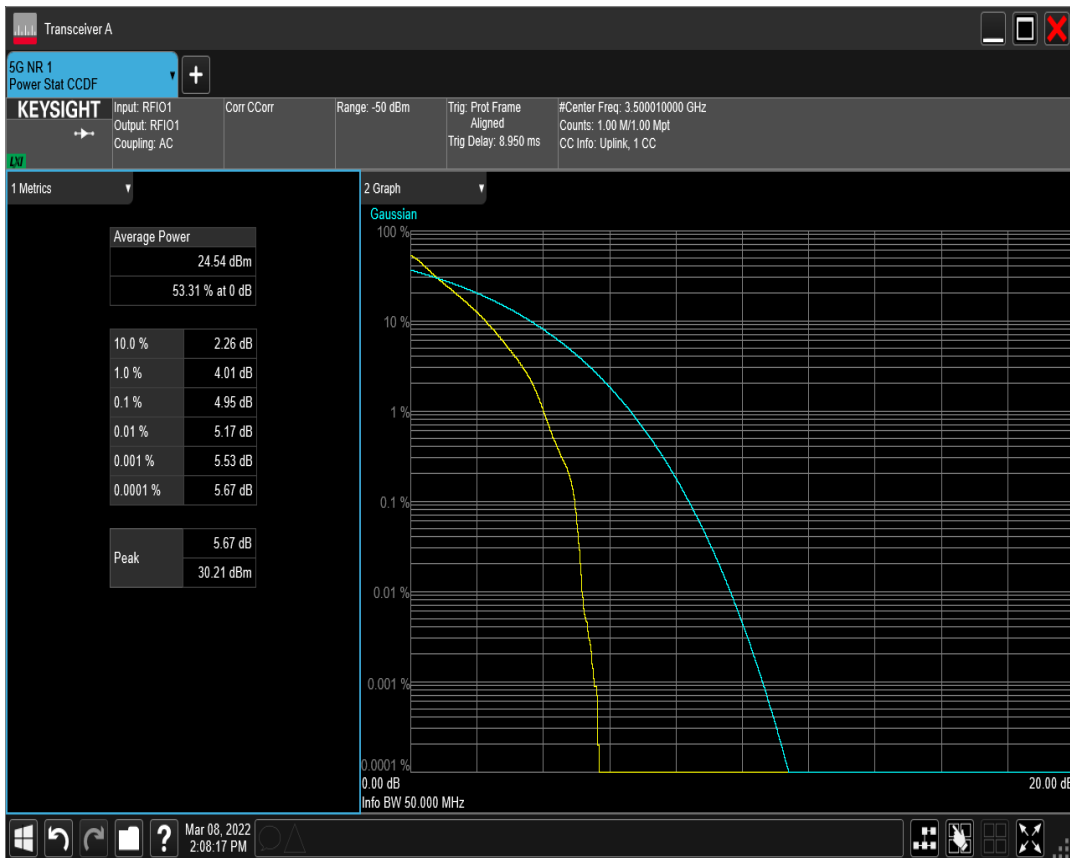 Transceiver A
5G NR 1
Power Stat CCDF
+
KEYSIGHT
LXI
Input: RFIO1
Output: RFIO1
Coupling: AC
Corr CCorr
Range: -50 dBm
Trig: Prot Frame
Aligned
Trig Delay: 8.950 ms
#Center Freq: 3.500010000 GHz
Counts: 1.00 M/1.00 Mpt
CC Info: Uplink, 1 CC
1 Metrics
Average Power
24.54 dBm
53.31 % at 0 dB
10.0 % 2.26 dB
1.0 % 4.01 dB
0.1 % 4.95 dB
0.01 % 5.17 dB
0.001 % 5.53 dB
0.0001 % 5.67 dB
Peak
5.67 dB
30.21 dBm
2 Graph
Gaussian
100 %
10 %
1 %
0.1 %
0.01 %
0.001 %
0.0001 %
0.00 dB 20.00 dB
Info BW 50.000 MHz
?
Mar 08, 2022
2:08:17 PM